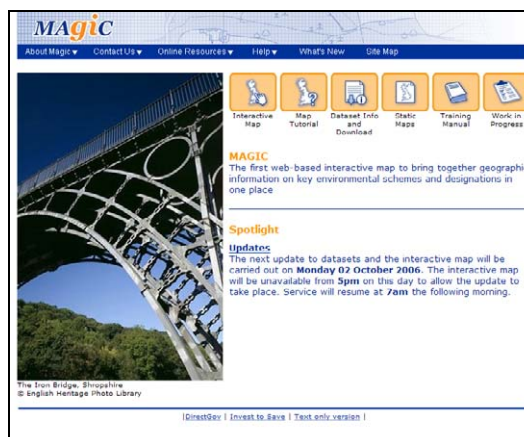 MAgiC
About Magic Contact Us Online Resources Help What's New Site Map
Interactive Map
Map Tutorial
Dataset Info and Download
Static Maps
Training Manual
Work in Progress
MAGIC
The first web-based interactive map to bring together geographi
information on key environmental schemes and designations in
one place
Spotlight
Updates
The next update to datasets and the interactive map will be
carried out on Monday 02 October 2006. The interactive map
will be unavailable from 5pm on this day to allow the update to
take place. Service will resume at 7am the following morning.
The Iron Bridge, Shropshire
© English Heritage Photo Library
|DirectGov | Invest to Save | Text only version |